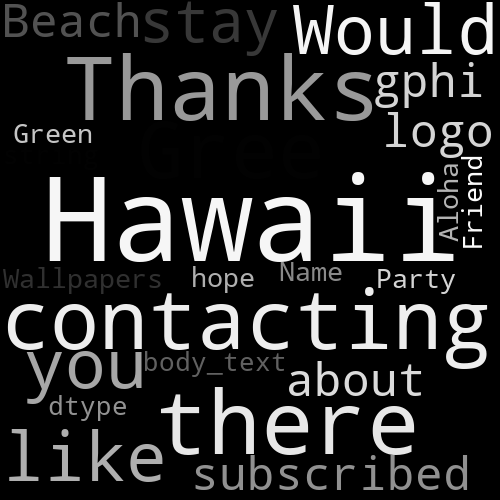 Beach stay Would
Thanks gphi
Green logo
Gree
Hawaii
Aloha
Friend
Wallpapers hope Name Party
contacting
you body_text about
dtype there
like subscribed